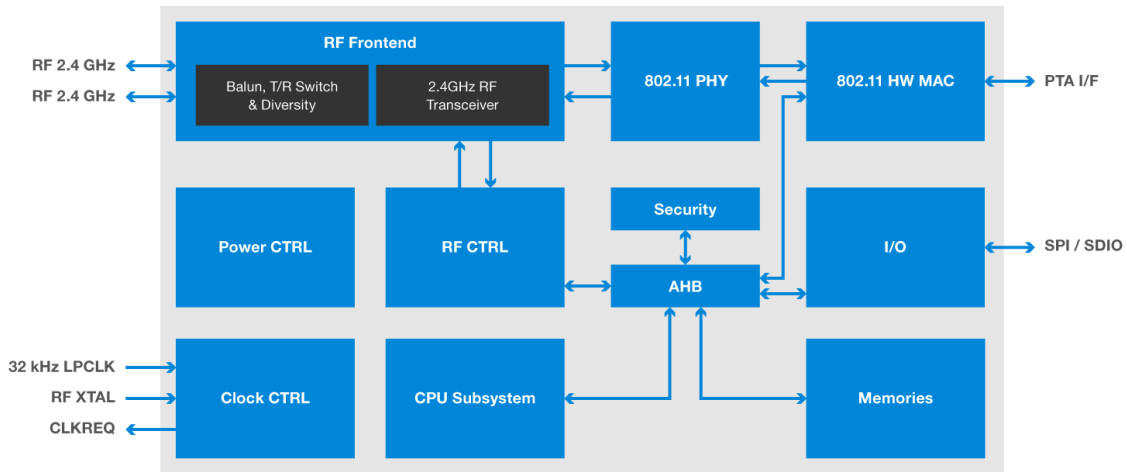 RF Frontend
RF 2.4 GHz
RF 2.4 GHz
Balun, T/R Switch
& Diversity
2.4GHz RF
Transceiver
802.11 PHY
802.11 HW MAC
PTA I/F
Power CTRL
RF CTRL
Security
AHB
I/O
SPI / SDIO
32 kHz LPCLK
RF XTAL
CLKREQ
Clock CTRL
CPU Subsystem
Memories